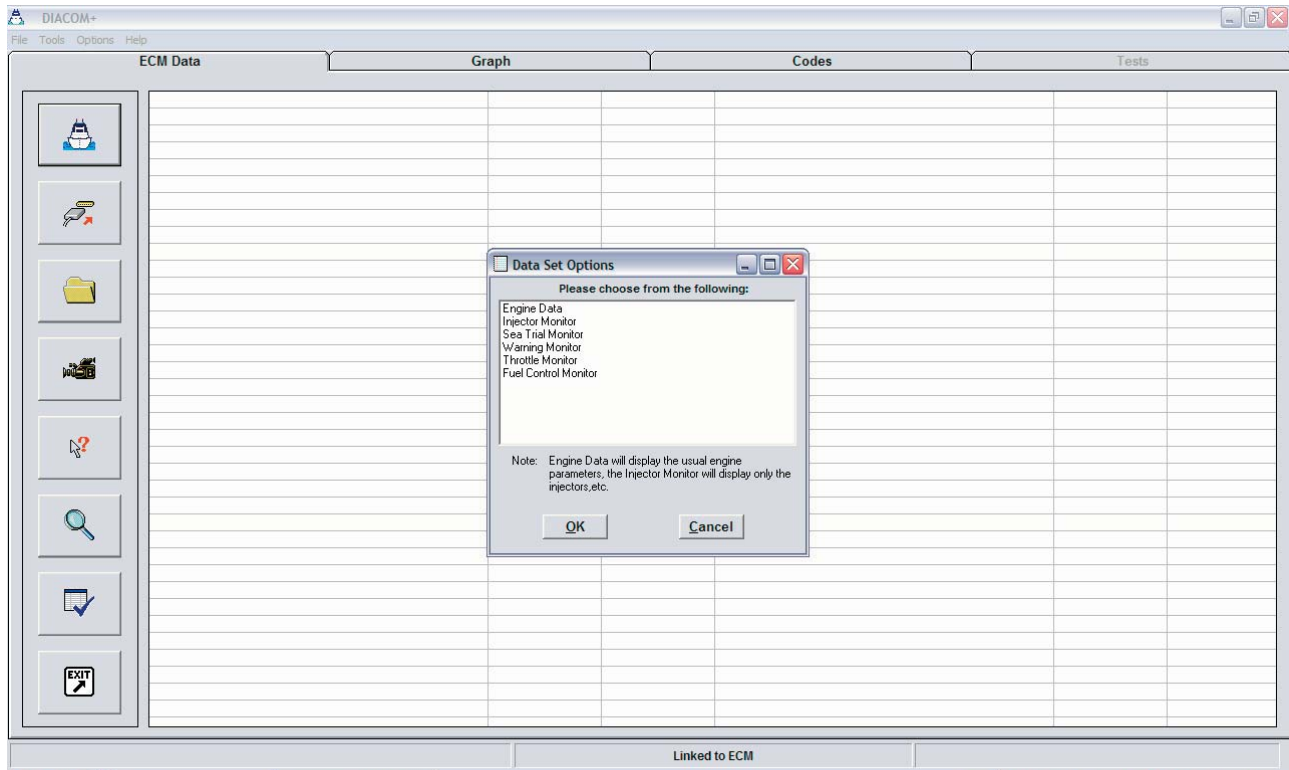 DIACOM+
File Tools Options Help
ECM Data Graph Codes Tests
Data Set Options
Please choose from the following:
Engine Data
Injector Monitor
Sea Trial Monitor
Warning Monitor
Throttle Monitor
Fuel Control Monitor
Note: Engine Data will display the usual engine
parameters, the Injector Monitor will display only the
injectors,etc.
OK Cancel
EXIT
Linked to ECM